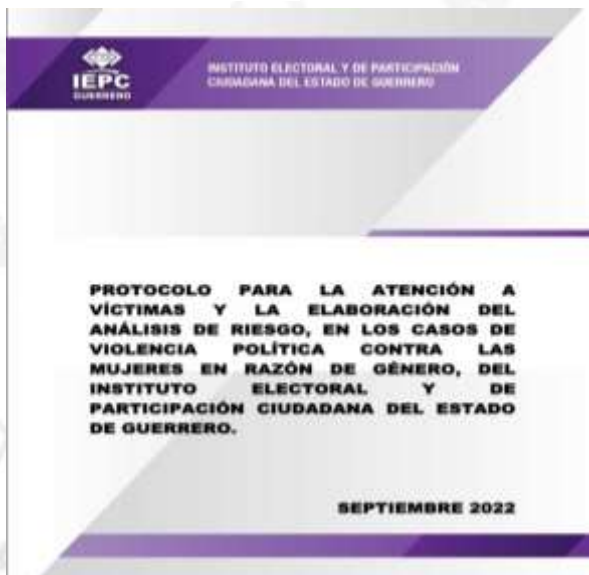 IEPC
GUERRERO
INSTITUTO ELECTORAL Y DE PARTICIPACIÓN
CIUDADANA DEL ESTADO DE GUERRERO
PROTOCOLO PARA LA ATENCIÓN A
VÍCTIMAS Y LA ELABORACIÓN DEL
ANÁLISIS DE RIESGO, EN LOS CASOS DE
VIOLENCIA POLÍTICA CONTRA LAS
MUJERES EN RAZÓN DE GÉNERO, DEL
INSTITUTO ELECTORAL Y DE
PARTICIPACIÓN CIUDADANA DEL ESTADO
DE GUERRERO.
SEPTIEMBRE 2022